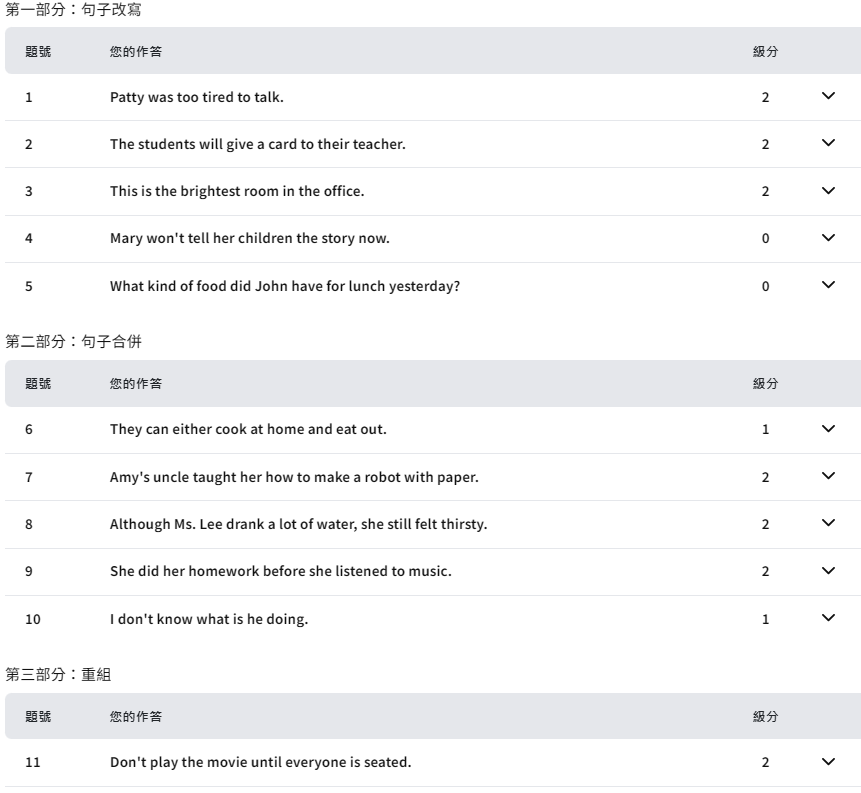 第一部分：句子改寫
題號 您的作答 級分
1 Patty was too tired to talk. 2
2 The students will give a card to their teacher. 2
3 This is the brightest room in the office. 2
4 Mary won't tell her children the story now. 0
5 What kind of food did John have for lunch yesterday? 0
第二部分：句子合併
題號 您的作答 級分
6 They can either cook at home and eat out. 1
7 Amy's uncle taught her how to make a robot with paper. 2
8 Although Ms. Lee drank a lot of water, she still felt thirsty. 2
9 She did her homework before she listened to music. 2
10 I don't know what is he doing. 1
第三部分：重組
題號 您的作答 級分
11 Don't play the movie until everyone is seated. 2